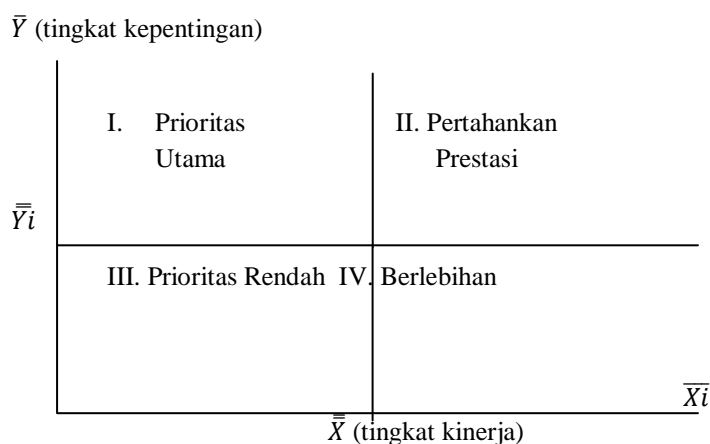 Ȳ (tingkat kepentingan)
I. Prioritas
Utama
II. Pertahankan
Prestasi
Y̿i
III. Prioritas Rendah IV. Berlebihan
X̅i̅
X̿ (tingkat kinerja)